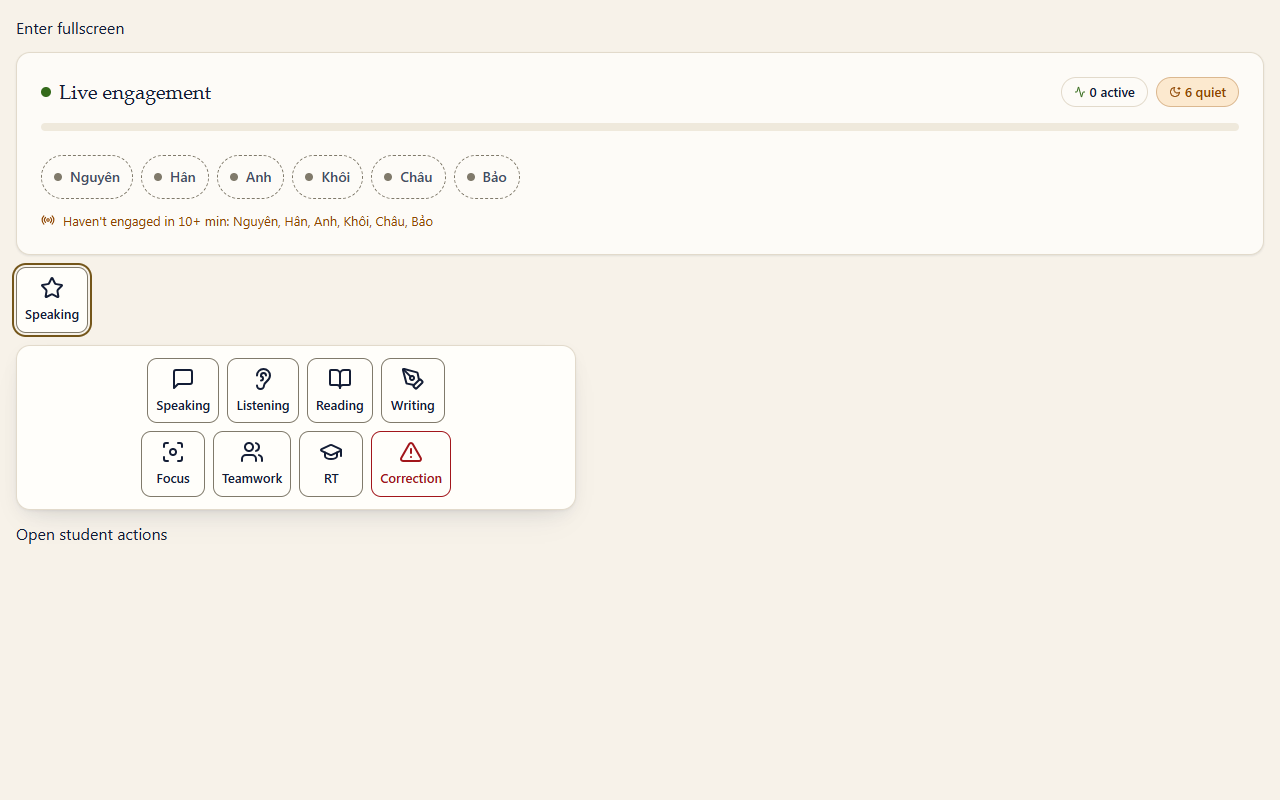 Enter fullscreen
Live engagement
0 active
6 quiet
Nguyên
Hân
Anh
Khôi
Châu
Bảo
Haven't engaged in 10+ min: Nguyên, Hân, Anh, Khôi, Châu, Bảo
Speaking
Speaking
Listening
Reading
Writing
Focus
Teamwork
RT
Correction
Open student actions